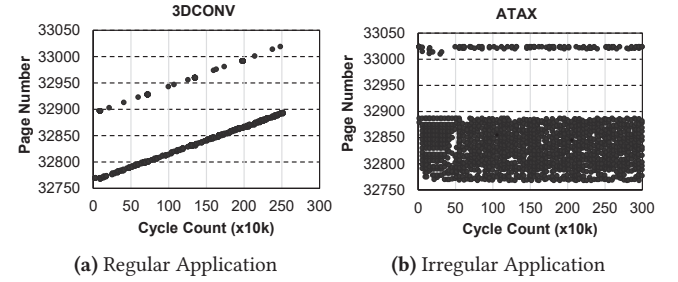 3DCONV
33050
33000
32950
32900
32850
32800
32750
Page Number
0 50 100 150 200 250 300
Cycle Count (x10k)
(a) Regular Application
ATAX
33050
33000
32950
32900
32850
32800
32750
Page Number
0 50 100 150 200 250 300
Cycle Count (x10k)
(b) Irregular Application